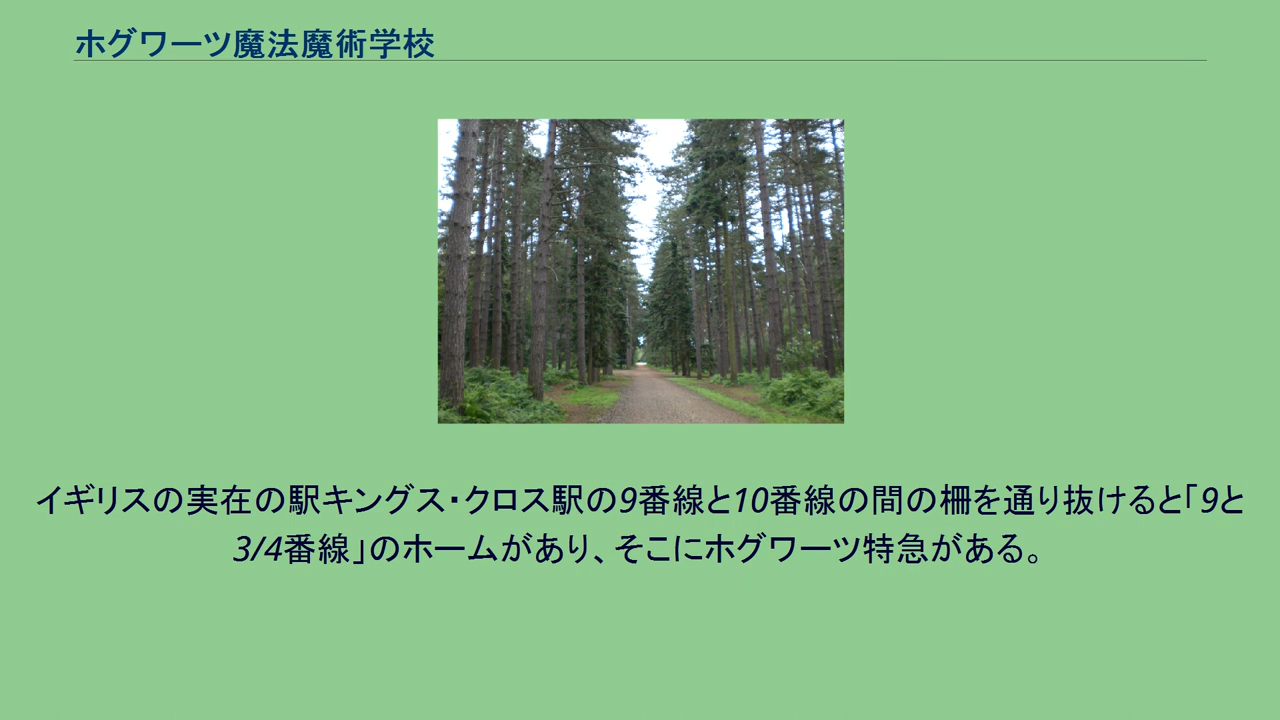 ホグワーツ魔法魔術学校
イギリスの実在の駅キングス・クロス駅の9番線と10番線の間の柵を通り抜けると「9と
3/4番線」のホームがあり、そこにホグワーツ特急がある。